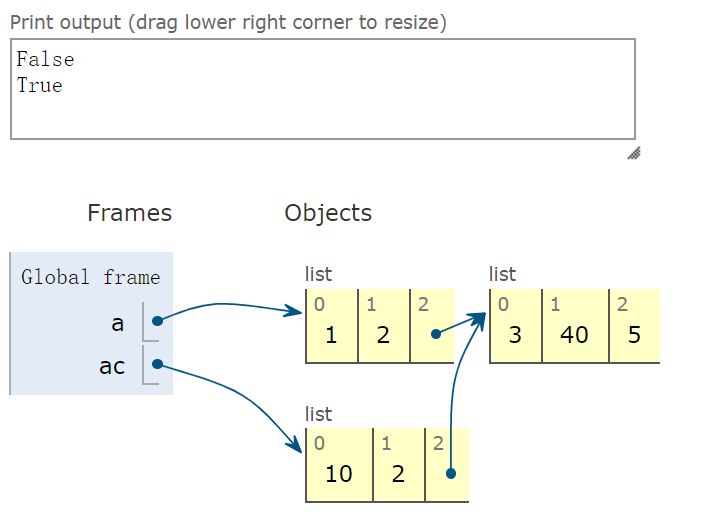 Print output (drag lower right corner to resize)
False
True
Frames Objects
Global frame
a
ac
list
0 1 2
1 2
list
0 1 2
3 40 5
list
0 1 2
10 2